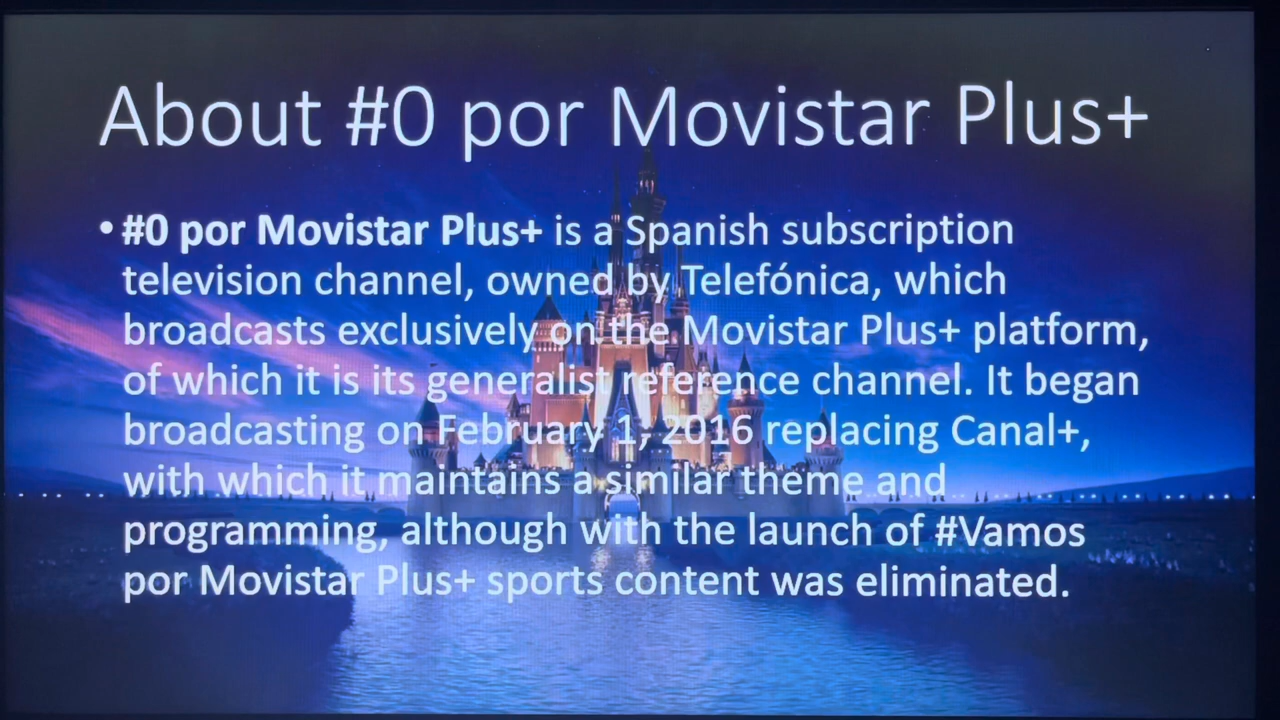 About #0 por Movistar Plus+
• #0 por Movistar Plus+ is a Spanish subscription
television channel, owned by Telefónica, which
broadcasts exclusively on the Movistar Plus+ platform,
of which it is its generalist reference channel. It began
broadcasting on February 1, 2016 replacing Canal+,
with which it maintains a similar theme and
programming, although with the launch of #Vamos
por Movistar Plus+ sports content was eliminated.